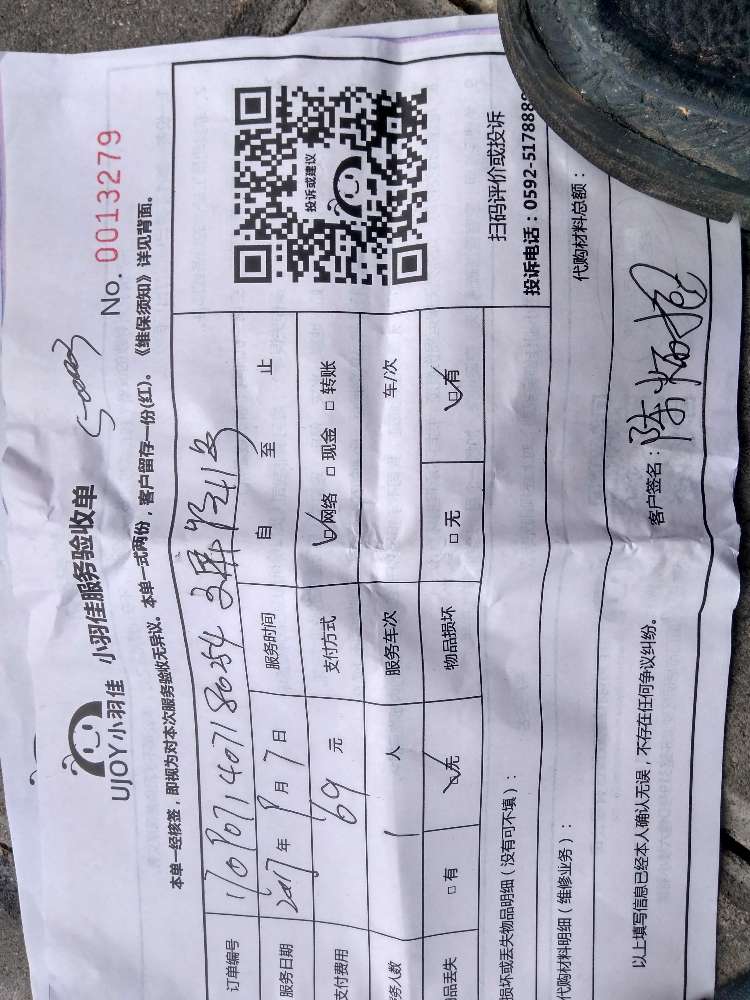 UJOY小羽佳 小羽佳服务验收单
No. 0013279
本单一经核签，即视为对本次服务验收无异议。本单一式两份，客户留存一份(红)。《维保须知》详见背面。
订单编号
服务日期 2017年 月7日 服务时间 自 至 止
支付费用 69元 支付方式 ☑网络 □现金 □转账
务人数 1 人 服务车次 车/次
品丢失 □有 ☑无 物品损坏 □无 ☑有
投诉或建议
扫码评价或投诉
投诉电话：0592-5178888
损坏或丢失物品明细（没有可不填）：
代购材料明细（维修业务）：
代购材料总额：
以上填写信息已经本人确认无误，不存在任何争议纠纷。
客户签名：陈